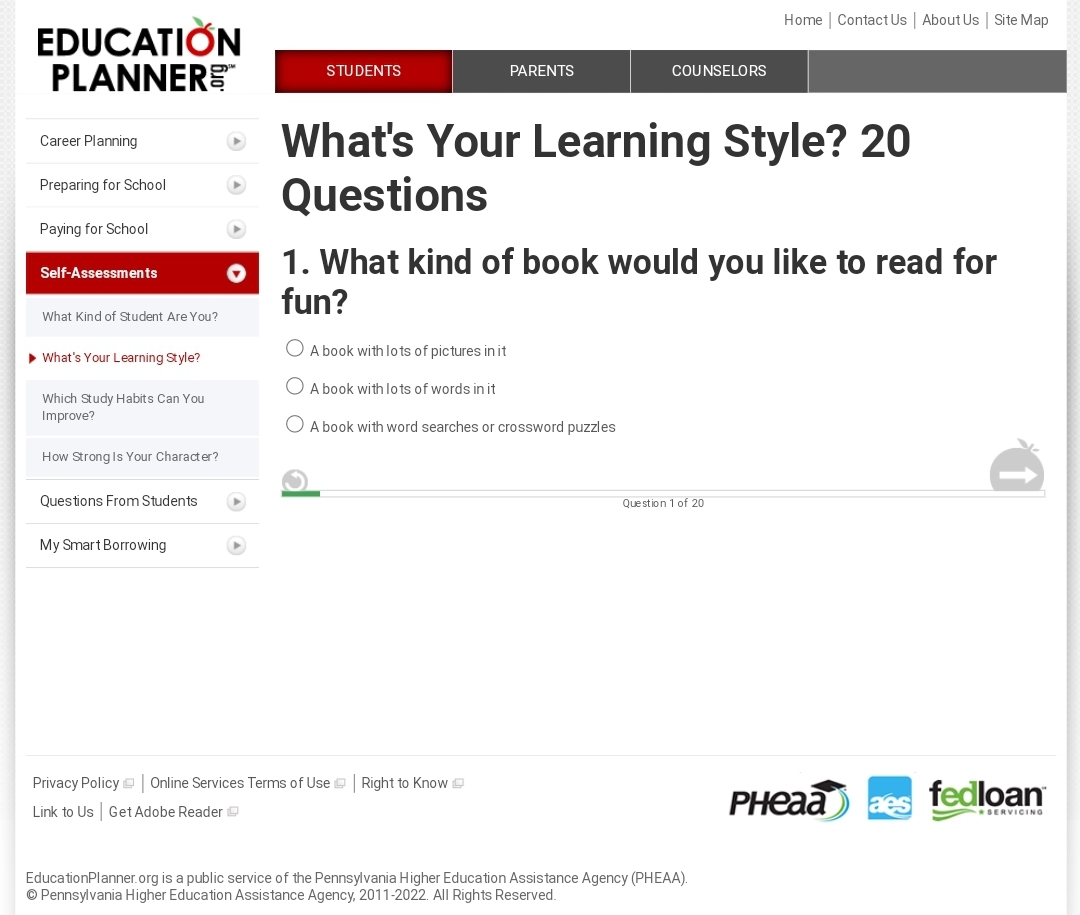 EDUCATION
PLANNER.org
Home
Contact Us
About Us
Site Map
STUDENTS
PARENTS
COUNSELORS
Career Planning
Preparing for School
Paying for School
Self-Assessments
What Kind of Student Are You?
What's Your Learning Style?
Which Study Habits Can You
Improve?
How Strong Is Your Character?
Questions From Students
My Smart Borrowing
What's Your Learning Style? 20
Questions
1. What kind of book would you like to read for
fun?
A book with lots of pictures in it
A book with lots of words in it
A book with word searches or crossword puzzles
Question 1 of 20
Privacy Policy
Online Services Terms of Use
Right to Know
Link to Us
Get Adobe Reader
PHeaa
aes
fedloan
SERVICING
EducationPlanner.org is a public service of the Pennsylvania Higher Education Assistance Agency (PHEAA).
© Pennsylvania Higher Education Assistance Agency, 2011-2022. All Rights Reserved.